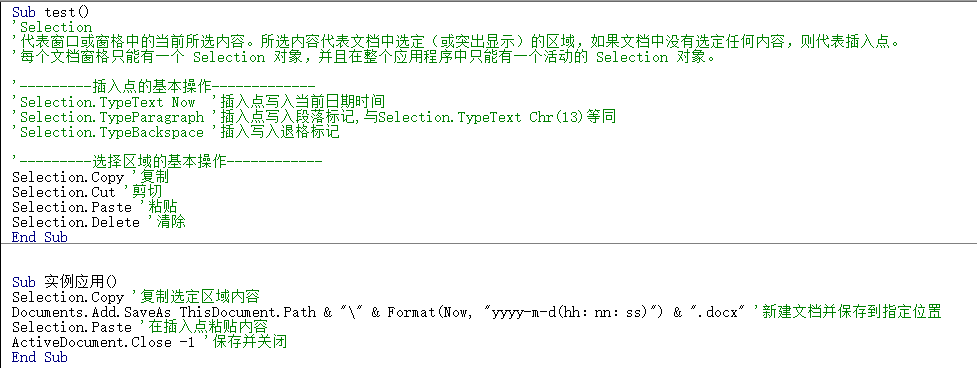 Sub test()
'Selection
'代表窗口或窗格中的当前所选内容。所选内容代表文档中选定（或突出显示）的区域，如果文档中没有选定任何内容，则代表插入点。
'每个文档窗格只能有一个 Selection 对象，并且在整个应用程序中只能有一个活动的 Selection 对象。
'---------插入点的基本操作-------------
'Selection.TypeText Now  '插入点写入当前日期时间
'Selection.TypeParagraph '插入点写入段落标记,与Selection.TypeText Chr(13)等同
'Selection.TypeBackspace '插入写入退格标记
'---------选择区域的基本操作------------
Selection.Copy '复制
Selection.Cut '剪切
Selection.Paste '粘贴
Selection.Delete '清除
End Sub
Sub 实例应用()
Selection.Copy '复制选定区域内容
Documents.Add.SaveAs ThisDocument.Path & "\" & Format(Now, "yyyy-m-d(hh：nn：ss)") & ".docx" '新建文档并保存到指定位置
Selection.Paste '在插入点粘贴内容
ActiveDocument.Close -1 '保存并关闭
End Sub